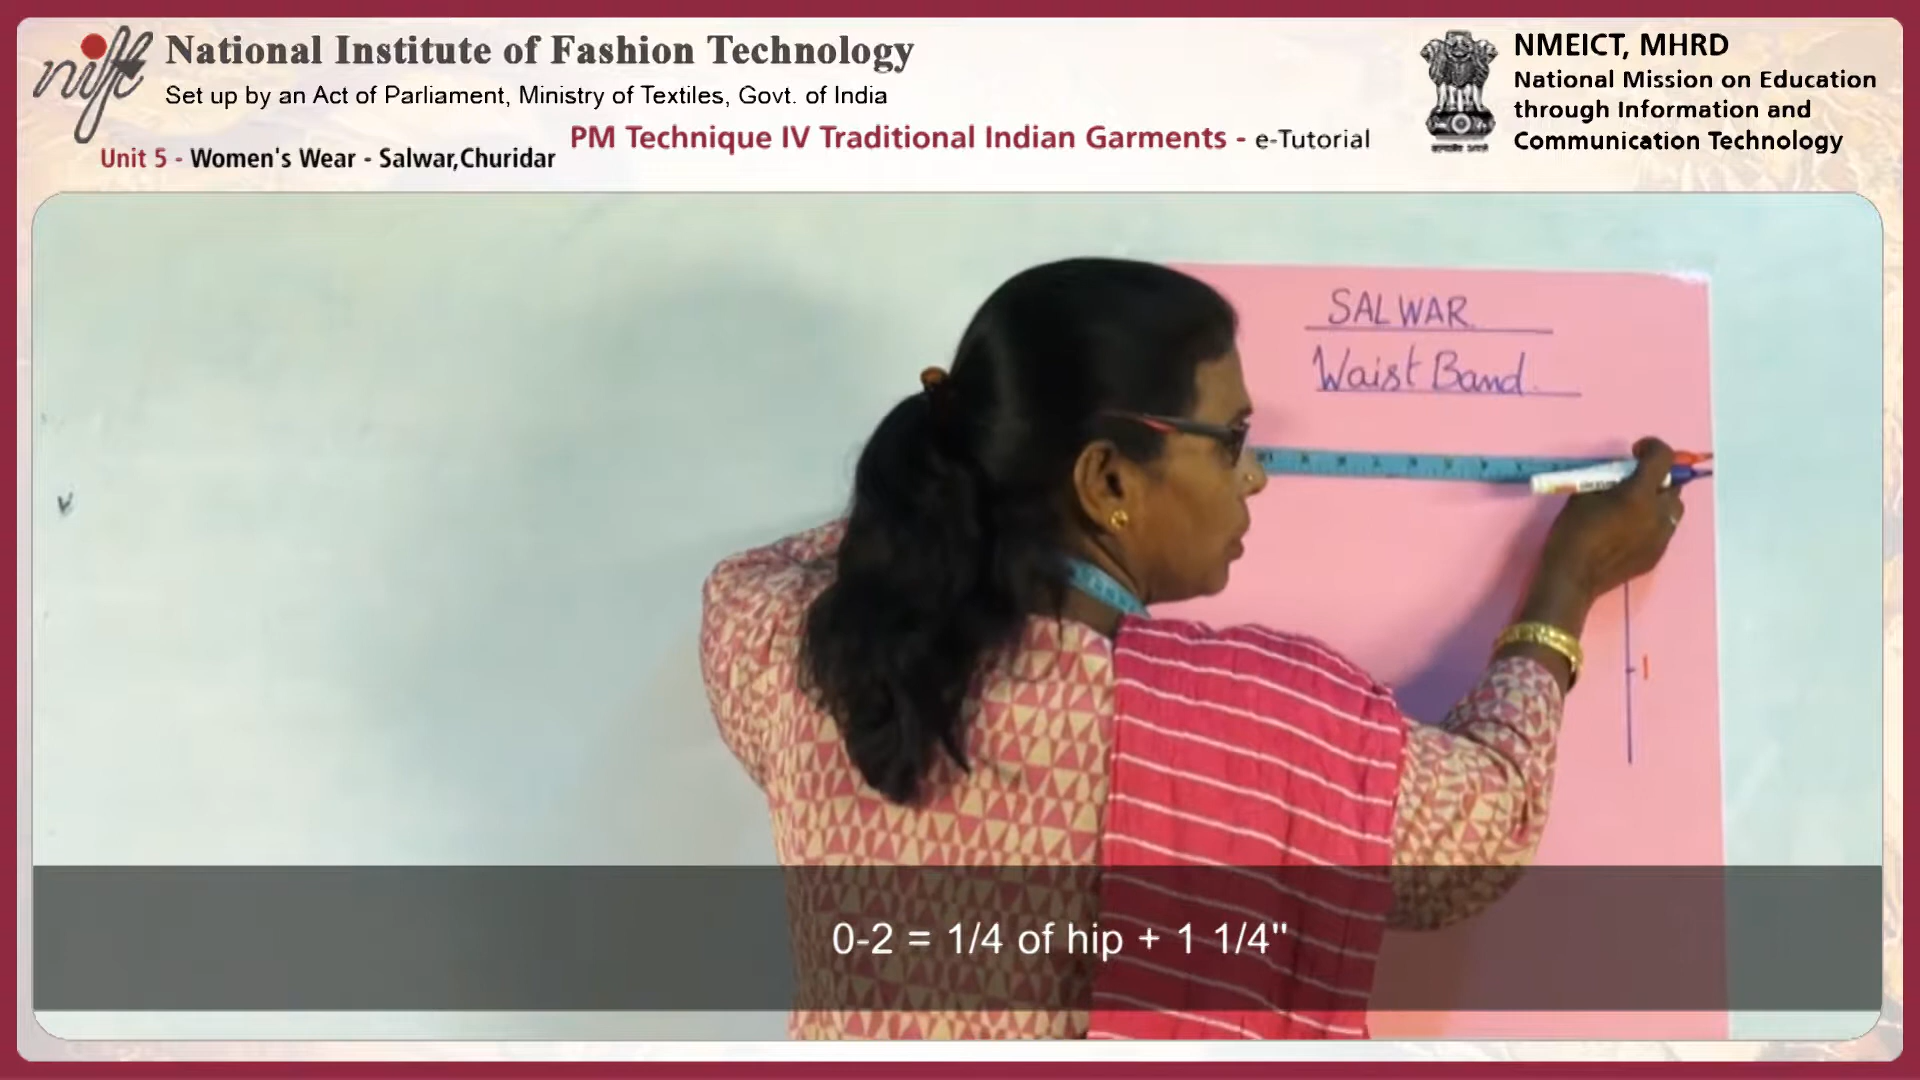 nift
National Institute of Fashion Technology
Set up by an Act of Parliament, Ministry of Textiles, Govt. of India
PM Technique IV Traditional Indian Garments - e-Tutorial
Unit 5 - Women's Wear - Salwar,Churidar
NMEICT, MHRD
National Mission on Education
through Information and
Communication Technology
SALWAR
Waist Band
1
0-2 = 1/4 of hip + 1 1/4"